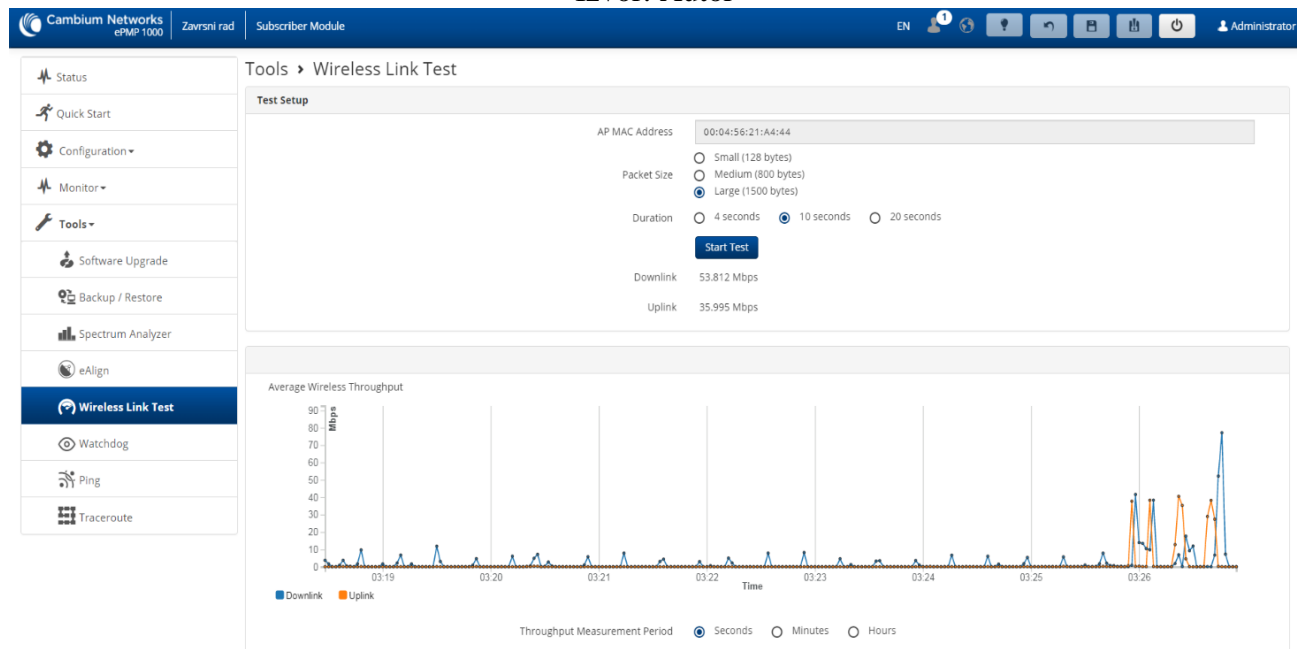 Cambium Networks
ePMP 1000
Zavrsni rad
Subscriber Module
EN
1
Administrator
Status
Quick Start
Configuration
Monitor
Tools
Software Upgrade
Backup / Restore
Spectrum Analyzer
eAlign
Wireless Link Test
Watchdog
Ping
Traceroute
Tools > Wireless Link Test
Test Setup
AP MAC Address 00:04:56:21:A4:44
Packet Size
Small (128 bytes)
Medium (800 bytes)
Large (1500 bytes)
Duration 4 seconds 10 seconds 20 seconds
Start Test
Downlink 53.812 Mbps
Uplink 35.995 Mbps
Average Wireless Throughput
Mbps
90
80
70
60
50
40
30
20
10
0
03:19 03:20 03:21 03:22 03:23 03:24 03:25 03:26
Time
Downlink Uplink
Throughput Measurement Period Seconds Minutes Hours